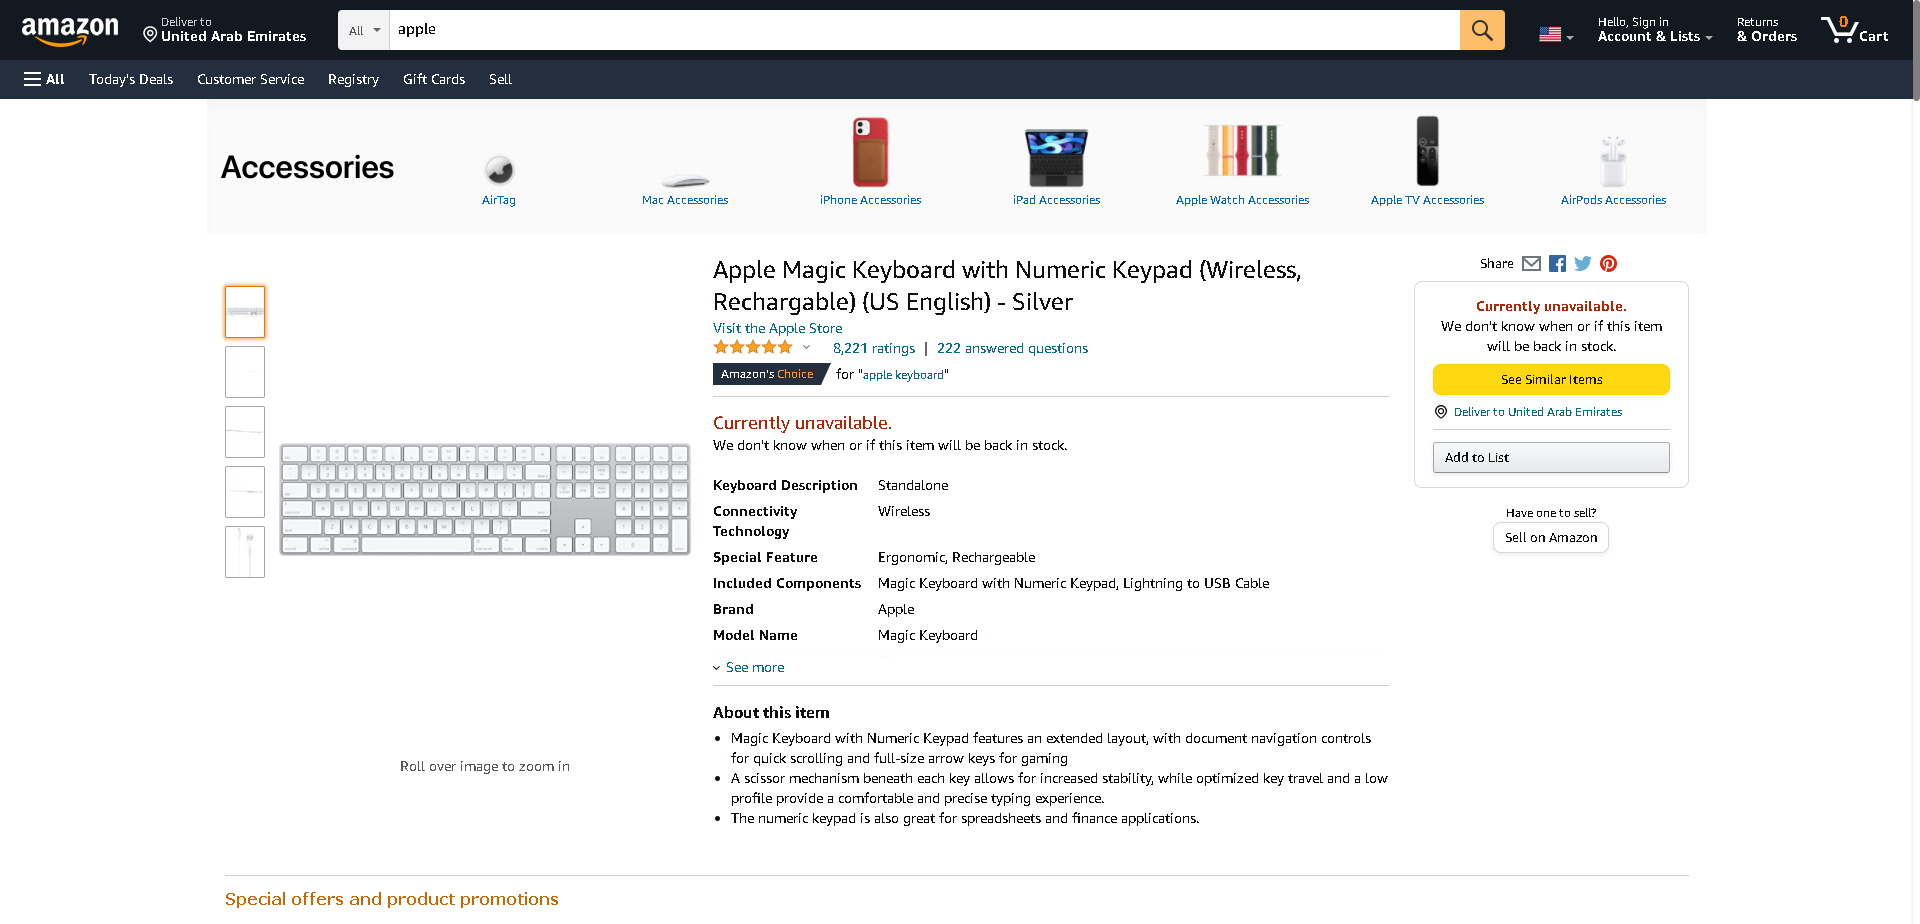 amazon
Deliver to
United Arab Emirates
All
apple
Hello, Sign in
Account & Lists
Returns
& Orders
0
Cart
All
Today's Deals
Customer Service
Registry
Gift Cards
Sell
Accessories
AirTag
Mac Accessories
iPhone Accessories
iPad Accessories
Apple Watch Accessories
Apple TV Accessories
AirPods Accessories
Apple Magic Keyboard with Numeric Keypad (Wireless,
Rechargable) (US English) - Silver
Visit the Apple Store
8,221 ratings | 222 answered questions
Amazon's Choice for "apple keyboard"
Currently unavailable.
We don't know when or if this item will be back in stock.
Keyboard Description Standalone
Connectivity Wireless
Technology
Special Feature Ergonomic, Rechargeable
Included Components Magic Keyboard with Numeric Keypad, Lightning to USB Cable
Brand Apple
Model Name Magic Keyboard
See more
About this item
• Magic Keyboard with Numeric Keypad features an extended layout, with document navigation controls
for quick scrolling and full-size arrow keys for gaming
• A scissor mechanism beneath each key allows for increased stability, while optimized key travel and a low
profile provide a comfortable and precise typing experience.
• The numeric keypad is also great for spreadsheets and finance applications.
Roll over image to zoom in
Share
Currently unavailable.
We don't know when or if this item
will be back in stock.
See Similar Items
Deliver to United Arab Emirates
Add to List
Have one to sell?
Sell on Amazon
Special offers and product promotions